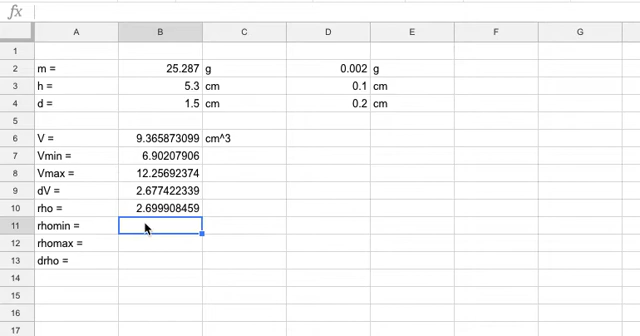 fx
A B C D E F G
1
2 m = 25.287 g 0.002 g
3 h = 5.3 cm 0.1 cm
4 d = 1.5 cm 0.2 cm
5
6 V = 9.365873099 cm^3
7 Vmin = 6.90207906
8 Vmax = 12.25692374
9 dV = 2.677422339
10 rho = 2.699908459
11 rhomin =
12 rhomax =
13 drho =
14
15
16
17